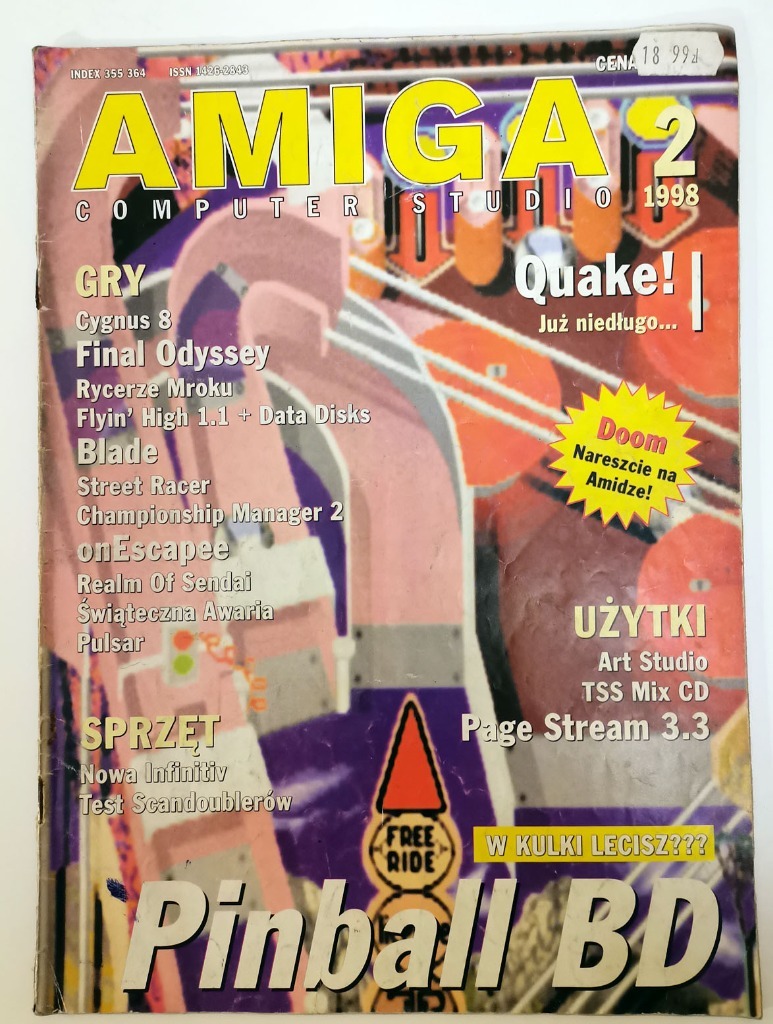 INDEX 355 364 ISSN 1426-2843
CENA 18 99zł
AMIGA 2
COMPUTER STUDIO 1998
GRY
Cygnus 8
Final Odyssey
Rycerze Mroku
Flyin' High 1.1 + Data Disks
Blade
Street Racer
Championship Manager 2
onEscapee
Realm Of Sendai
Świąteczna Awaria
Pulsar
SPRZĘT
Nowa Infinitiv
Test Scandoublerów
Quake!
Już niedługo...
Doom
Nareszcie na
Amidze!
UŻYTKI
Art Studio
TSS Mix CD
Page Stream 3.3
FREE
RIDE
W KULKI LECISZ???
Pinball BD